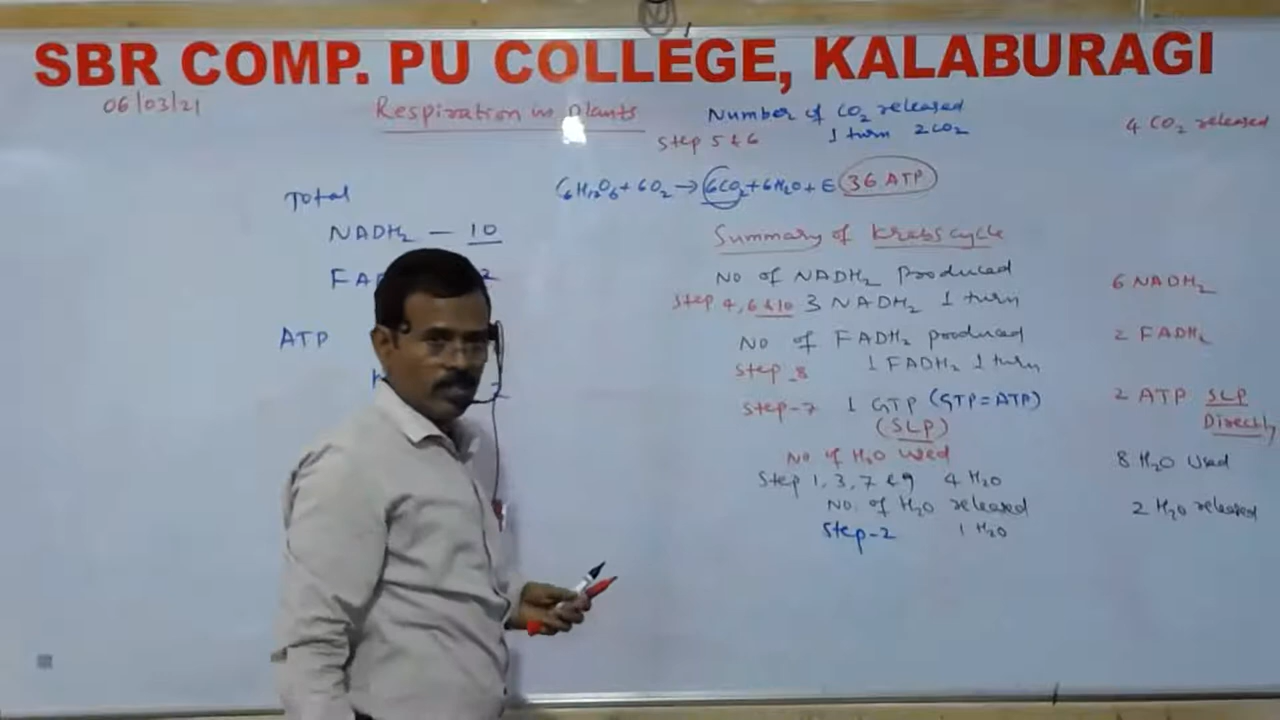 SBR COMP. PU COLLEGE, KALABURAGI
06/03/21
Respiration in Plants
Number of CO₂ released
Step 5 & 6 1 turn 2CO₂
4 CO₂ released
C₆H₁₂O₆ + 6O₂ → 6CO₂ + 6H₂O + E 36 ATP
Total
NADH₂ — 10
FAD 2
ATP
K
Summary of Krebs cycle
No of NADH₂ produced
Step 4, 6 & 10 3 NADH₂ 1 turn
6 NADH₂
No of FADH₂ produced
Step 8 1 FADH₂ 1 turn
2 FADH₂
Step-7 1 GTP (GTP=ATP)
(SLP)
2 ATP SLP
Directly
No of H₂O used
Step 1, 3, 7 & 9 4 H₂O
8 H₂O used
No. of H₂O released
Step-2 1 H₂O
2 H₂O released